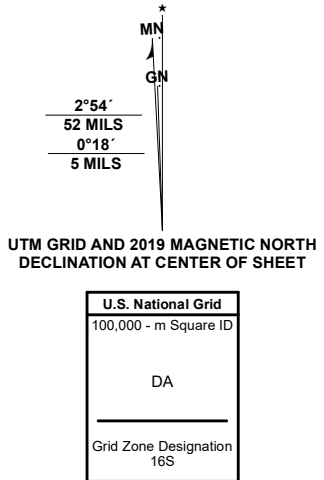 MN
GN
2°54´
52 MILS
0°18´
5 MILS
UTM GRID AND 2019 MAGNETIC NORTH
DECLINATION AT CENTER OF SHEET
U.S. National Grid
100,000 - m Square ID
DA
Grid Zone Designation
16S